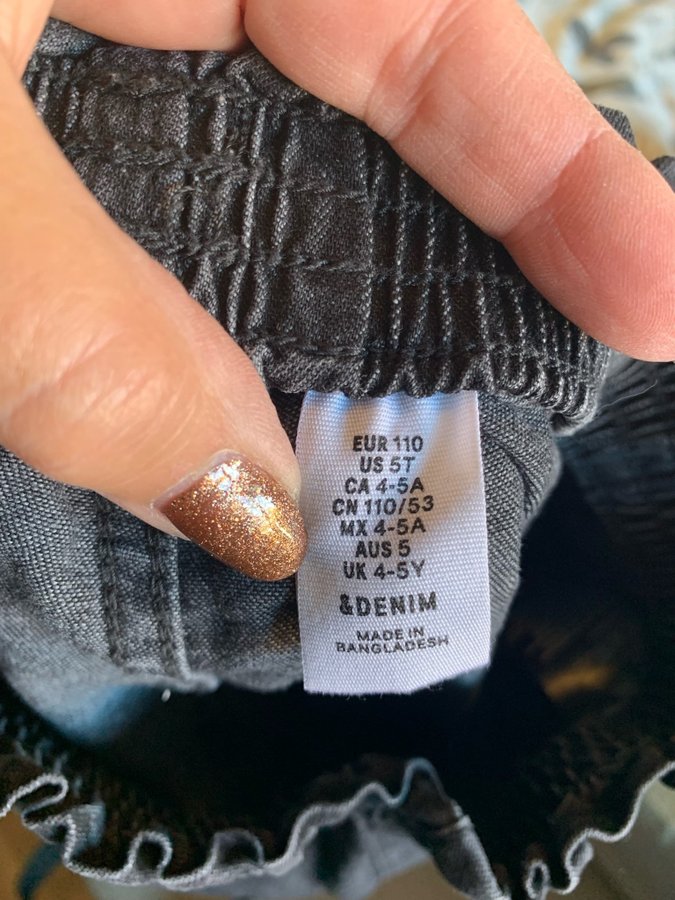 EUR 110
US 5T
CA 4-5A
CN 110/53
MX 4-5A
AUS 5
UK 4-5Y
&DENIM
MADE IN
BANGLADESH